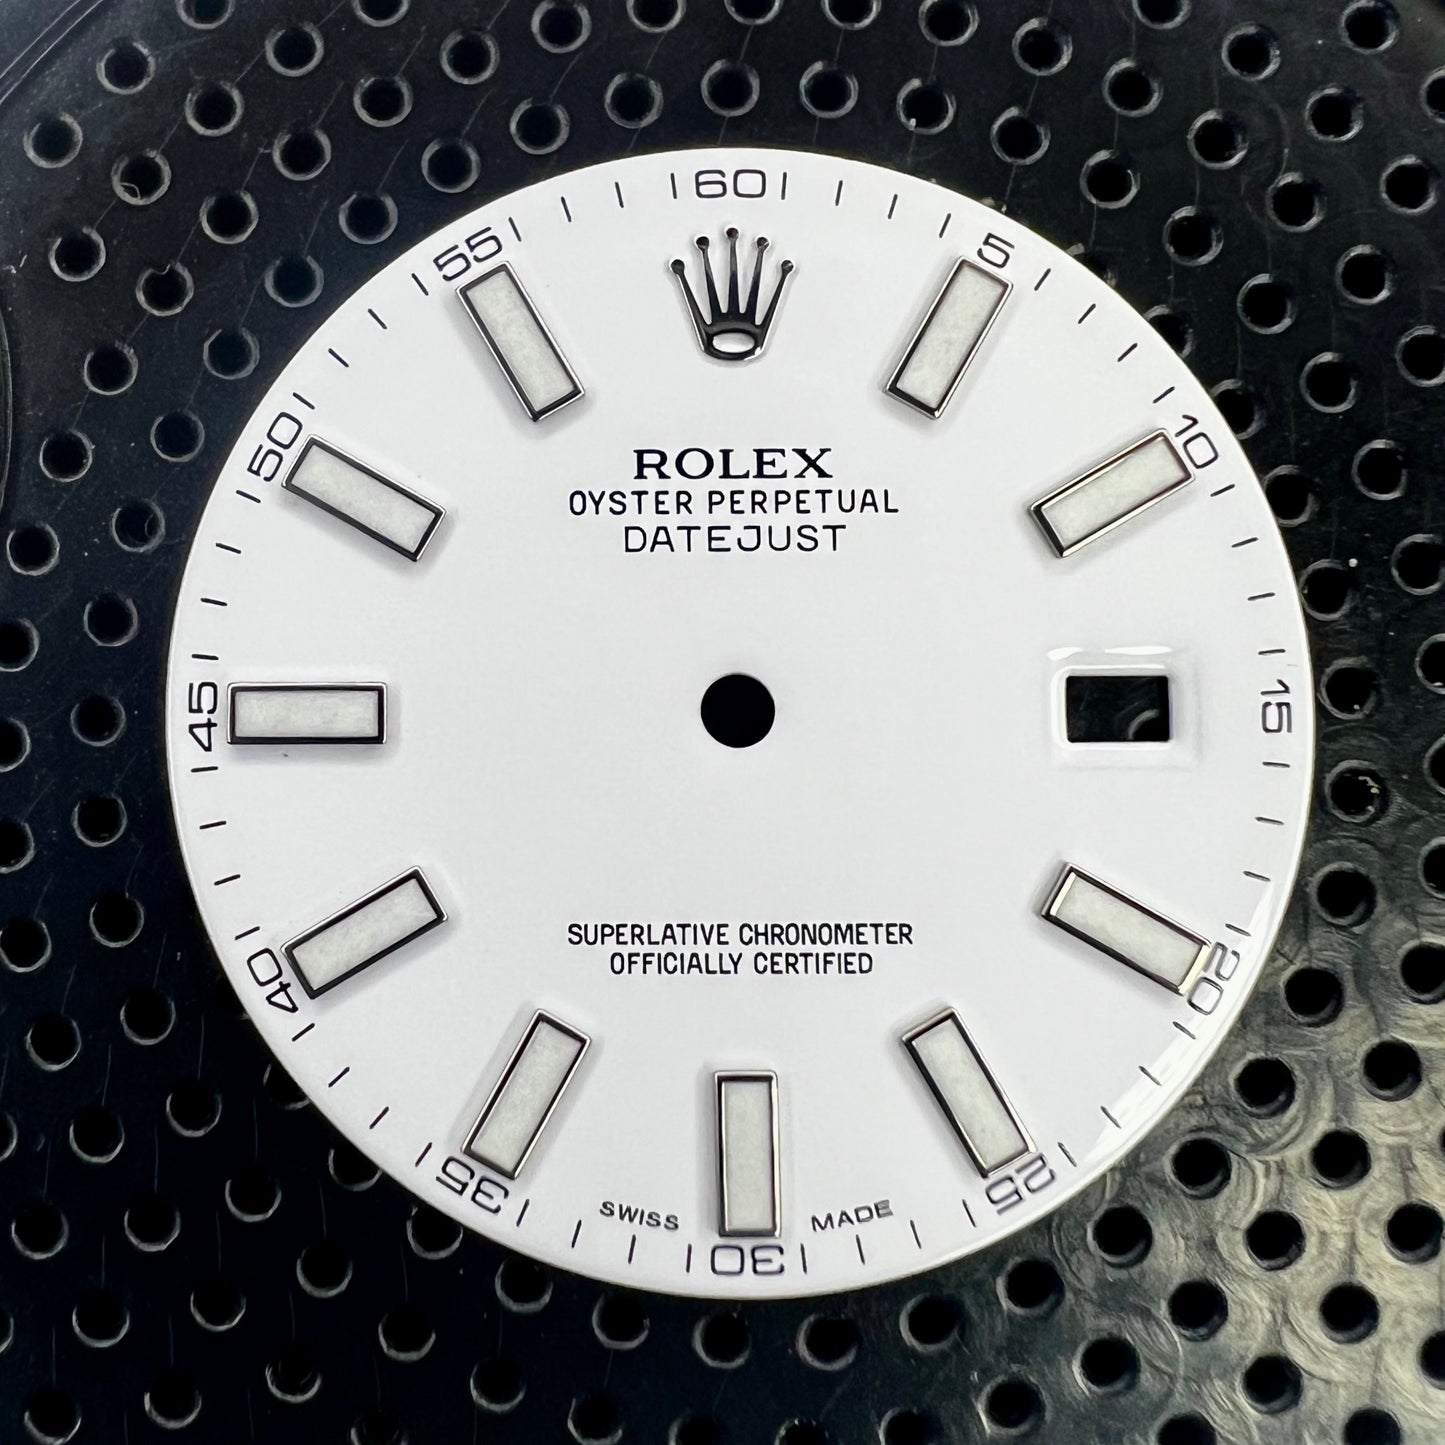 60
55
5
50
10
ROLEX
OYSTER PERPETUAL
DATEJUST
45
15
SUPERLATIVE CHRONOMETER
OFFICIALLY CERTIFIED
40
20
35
25
SWISS MADE
30